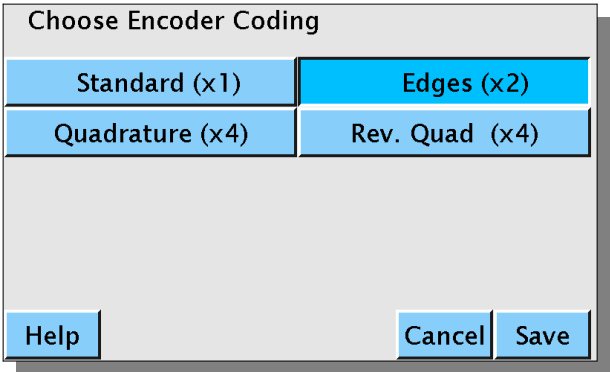 Choose Encoder Coding
Standard (x1) Edges (x2)
Quadrature (x4) Rev. Quad (x4)
Help Cancel Save